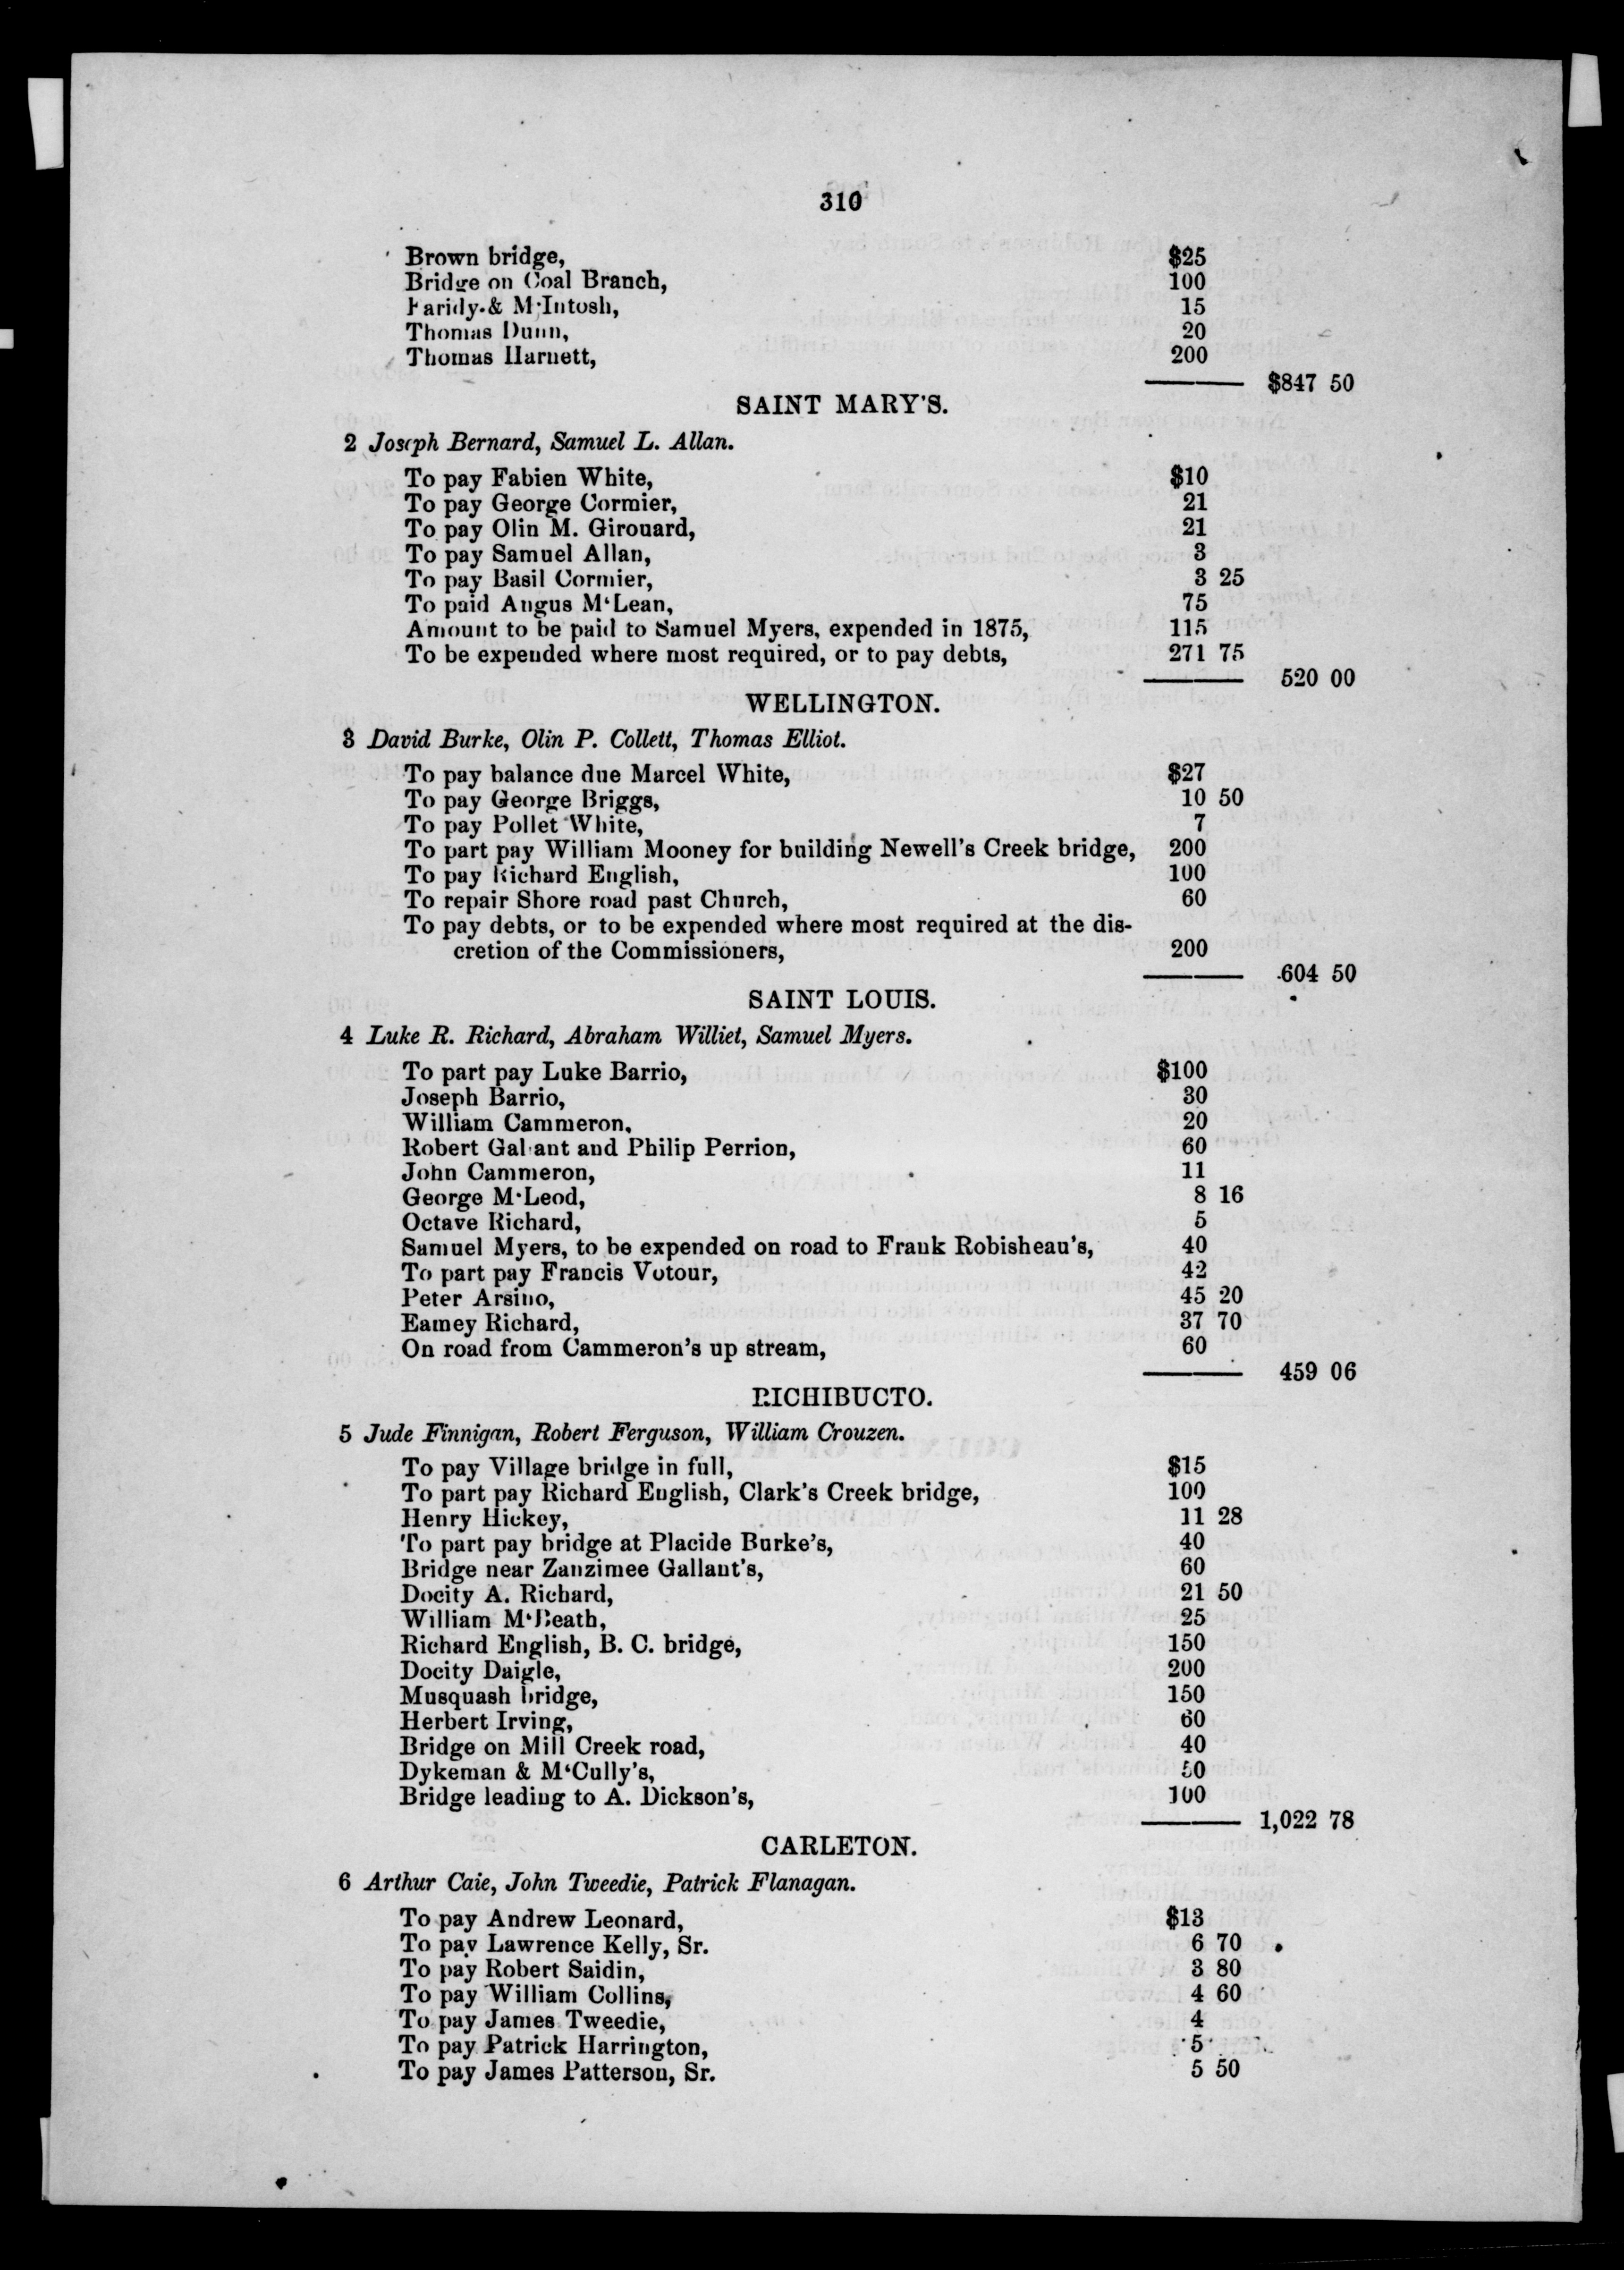 310
Brown bridge, $25
Bridge on Coal Branch, 100
Faridy & M'Intosh, 15
Thomas Dunn, 20
Thomas Harnett, 200
$847 50
SAINT MARY'S.
2 Joseph Bernard, Samuel L. Allan.
To pay Fabien White, $10
To pay George Cormier, 21
To pay Olin M. Girouard, 21
To pay Samuel Allan, 3
To pay Basil Cormier, 3 25
To paid Angus M'Lean, 75
Amount to be paid to Samuel Myers, expended in 1875, 115
To be expended where most required, or to pay debts, 271 75
520 00
WELLINGTON.
3 David Burke, Olin P. Collett, Thomas Elliot.
To pay balance due Marcel White, $27
To pay George Briggs, 10 50
To pay Pollet White, 7
To part pay William Mooney for building Newell's Creek bridge, 200
To pay Richard English, 100
To repair Shore road past Church, 60
To pay debts, or to be expended where most required at the dis-
cretion of the Commissioners, 200
604 50
SAINT LOUIS.
4 Luke R. Richard, Abraham Williet, Samuel Myers.
To part pay Luke Barrio, $100
Joseph Barrio, 30
William Cammeron, 20
Robert Gallant and Philip Perrion, 60
John Cammeron, 11
George M'Leod, 8 16
Octave Richard, 5
Samuel Myers, to be expended on road to Frank Robisheau's, 40
To part pay Francis Votour, 42
Peter Arsino, 45 20
Eamey Richard, 37 70
On road from Cammeron's up stream, 60
459 06
RICHIBUCTO.
5 Jude Finnigan, Robert Ferguson, William Crouzen.
To pay Village bridge in full, $15
To part pay Richard English, Clark's Creek bridge, 100
Henry Hickey, 11 28
To part pay bridge at Placide Burke's, 40
Bridge near Zanzimee Gallant's, 60
Docity A. Richard, 21 50
William M'Beath, 25
Richard English, B. C. bridge, 150
Docity Daigle, 200
Musquash bridge, 150
Herbert Irving, 60
Bridge on Mill Creek road, 40
Dykeman & M'Cully's, 50
Bridge leading to A. Dickson's, 100
1,022 78
CARLETON.
6 Arthur Caie, John Tweedie, Patrick Flanagan.
To pay Andrew Leonard, $13
To pay Lawrence Kelly, Sr. 6 70
To pay Robert Saidin, 3 80
To pay William Collins, 4 60
To pay James Tweedie, 4
To pay Patrick Harrington, 5
To pay James Patterson, Sr. 5 50